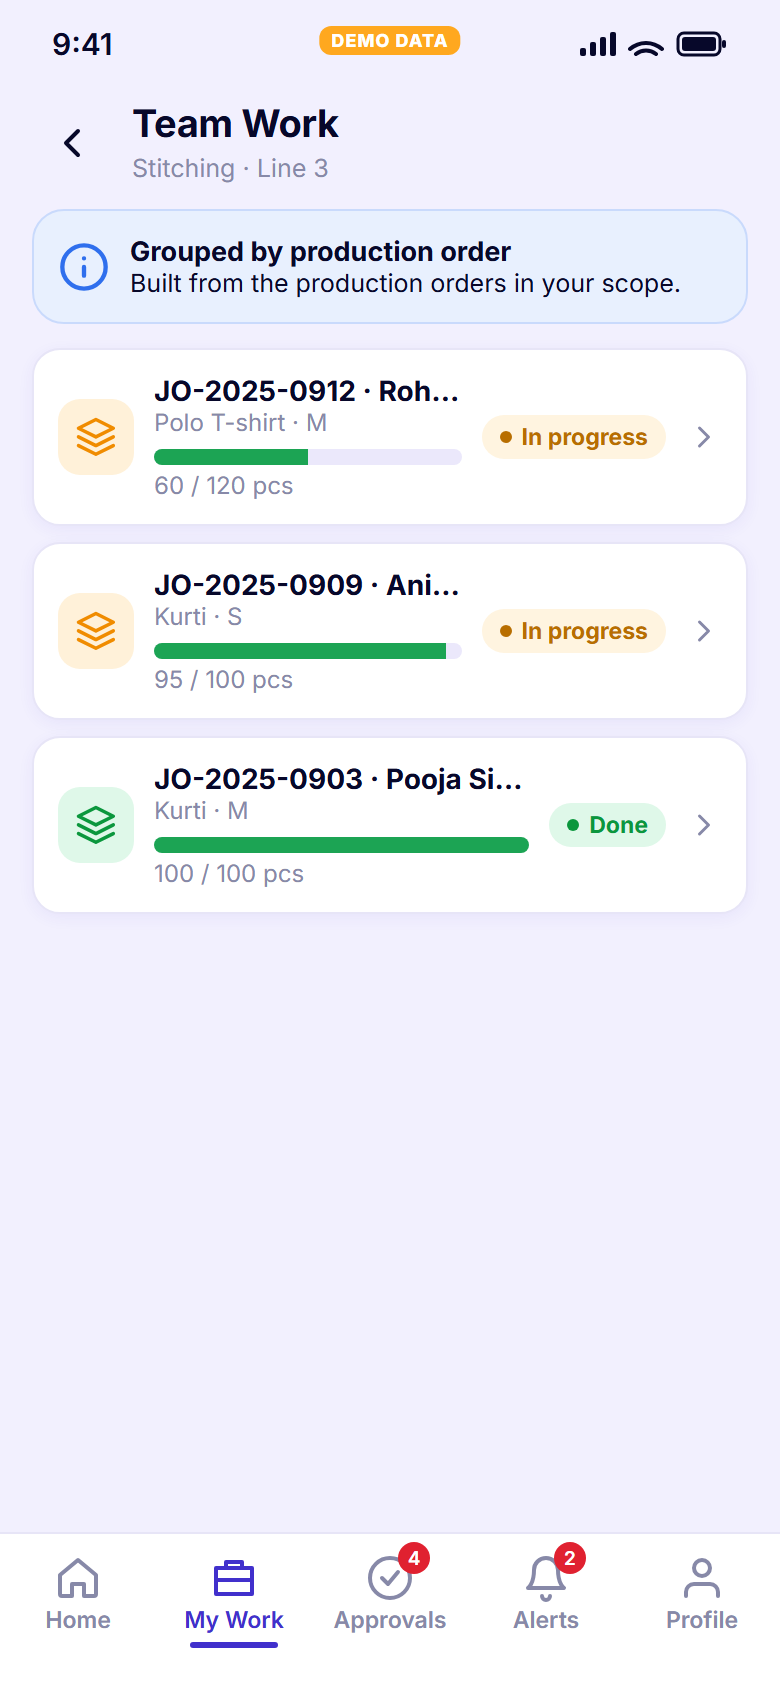 9:41
DEMO DATA
Team Work
Stitching · Line 3
Grouped by production order
Built from the production orders in your scope.
JO-2025-0912 · Roh...
Polo T-shirt · M
60 / 120 pcs
In progress
JO-2025-0909 · Ani...
Kurti · S
95 / 100 pcs
In progress
JO-2025-0903 · Pooja Si...
Kurti · M
100 / 100 pcs
Done
Home
My Work
4
Approvals
2
Alerts
Profile